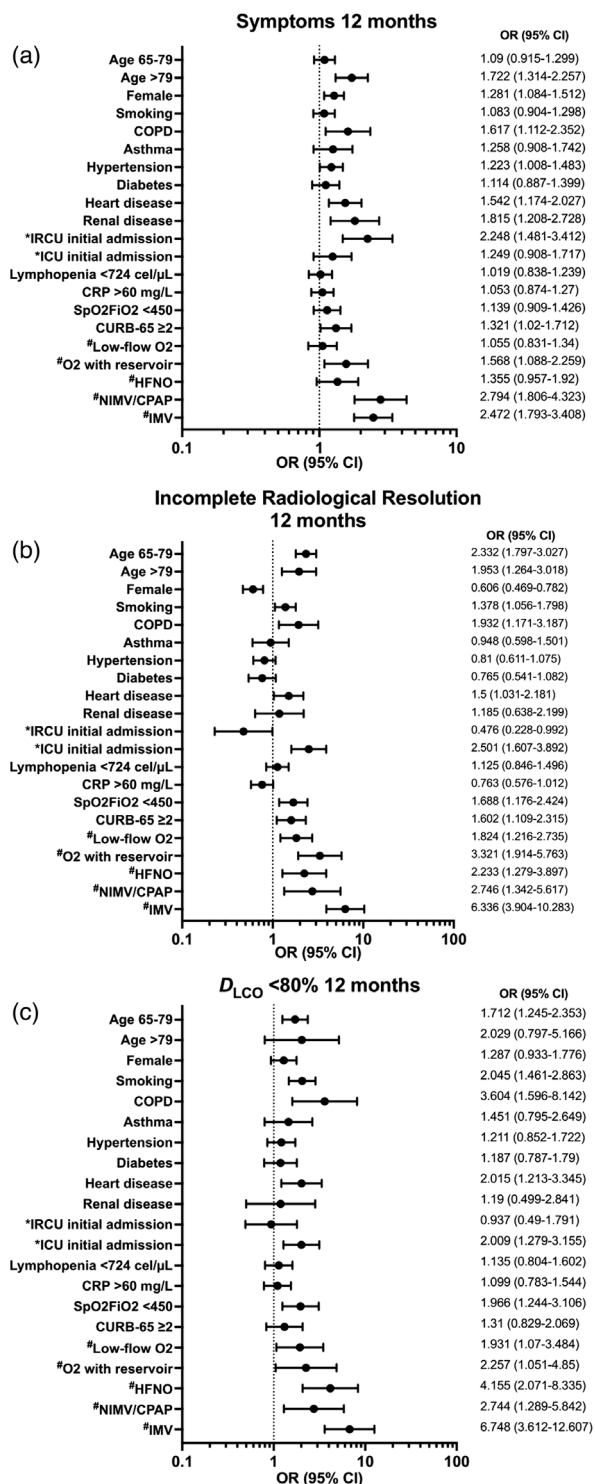 Symptoms 12 months
(a)
OR (95% CI)
Age 65-79 1.09 (0.915-1.299)
Age >79 1.722 (1.314-2.257)
Female 1.281 (1.084-1.512)
Smoking 1.083 (0.904-1.298)
COPD 1.617 (1.112-2.352)
Asthma 1.258 (0.908-1.742)
Hypertension 1.223 (1.008-1.483)
Diabetes 1.114 (0.887-1.399)
Heart disease 1.542 (1.174-2.027)
Renal disease 1.815 (1.208-2.728)
*IRCU initial admission 2.248 (1.481-3.412)
*ICU initial admission 1.249 (0.908-1.717)
Lymphopenia <724 cel/µL 1.019 (0.838-1.239)
CRP >60 mg/L 1.053 (0.874-1.27)
SpO2FiO2 <450 1.139 (0.909-1.426)
CURB-65 ≥2 1.321 (1.02-1.712)
#Low-flow O2 1.055 (0.831-1.34)
#O2 with reservoir 1.568 (1.088-2.259)
#HFNO 1.355 (0.957-1.92)
#NIMV/CPAP 2.794 (1.806-4.323)
#IMV 2.472 (1.793-3.408)
0.1 1 10
OR (95% CI)
Incomplete Radiological Resolution
12 months
(b)
OR (95% CI)
Age 65-79 2.332 (1.797-3.027)
Age >79 1.953 (1.264-3.018)
Female 0.606 (0.469-0.782)
Smoking 1.378 (1.056-1.798)
COPD 1.932 (1.171-3.187)
Asthma 0.948 (0.598-1.501)
Hypertension 0.81 (0.611-1.075)
Diabetes 0.765 (0.541-1.082)
Heart disease 1.5 (1.031-2.181)
Renal disease 1.185 (0.638-2.199)
*IRCU initial admission 0.476 (0.228-0.992)
*ICU initial admission 2.501 (1.607-3.892)
Lymphopenia <724 cel/µL 1.125 (0.846-1.496)
CRP >60 mg/L 0.763 (0.576-1.012)
SpO2FiO2 <450 1.688 (1.176-2.424)
CURB-65 ≥2 1.602 (1.109-2.315)
#Low-flow O2 1.824 (1.216-2.735)
#O2 with reservoir 3.321 (1.914-5.763)
#HFNO 2.233 (1.279-3.897)
#NIMV/CPAP 2.746 (1.342-5.617)
#IMV 6.336 (3.904-10.283)
0.1 1 10 100
OR (95% CI)
DLCO <80% 12 months
(c)
OR (95% CI)
Age 65-79 1.712 (1.245-2.353)
Age >79 2.029 (0.797-5.166)
Female 1.287 (0.933-1.776)
Smoking 2.045 (1.461-2.863)
COPD 3.604 (1.596-8.142)
Asthma 1.451 (0.795-2.649)
Hypertension 1.211 (0.852-1.722)
Diabetes 1.187 (0.787-1.79)
Heart disease 2.015 (1.213-3.345)
Renal disease 1.19 (0.499-2.841)
*IRCU initial admission 0.937 (0.49-1.791)
*ICU initial admission 2.009 (1.279-3.155)
Lymphopenia <724 cel/µL 1.135 (0.804-1.602)
CRP >60 mg/L 1.099 (0.783-1.544)
SpO2FiO2 <450 1.966 (1.244-3.106)
CURB-65 ≥2 1.31 (0.829-2.069)
#Low-flow O2 1.931 (1.07-3.484)
#O2 with reservoir 2.257 (1.051-4.85)
#HFNO 4.155 (2.071-8.335)
#NIMV/CPAP 2.744 (1.289-5.842)
#IMV 6.748 (3.612-12.607)
0.1 1 10 100
OR (95% CI)